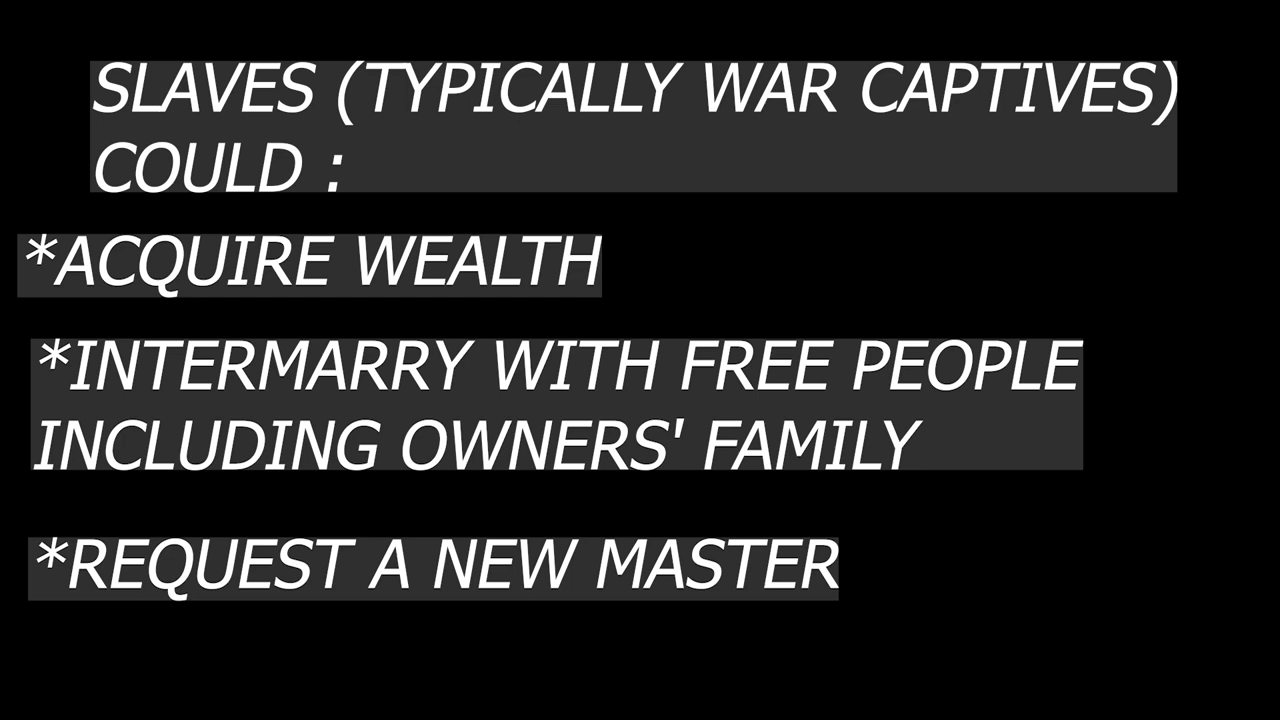 SLAVES (TYPICALLY WAR CAPTIVES)
COULD :
*ACQUIRE WEALTH
*INTERMARRY WITH FREE PEOPLE
INCLUDING OWNERS' FAMILY
*REQUEST A NEW MASTER